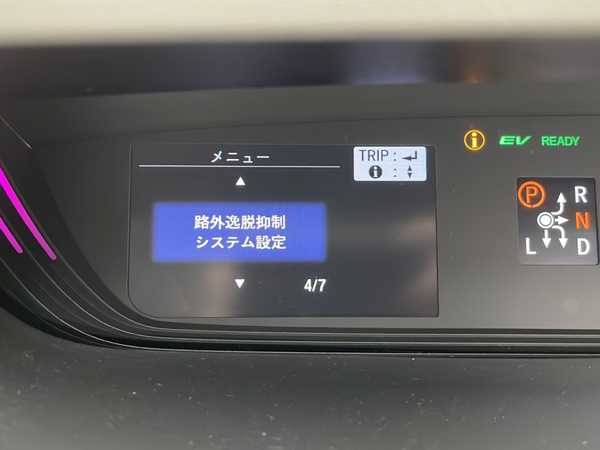 メニュー
TRIP :
:
路外逸脱抑制
システム設定
4/7
EV READY
P R
N
L D